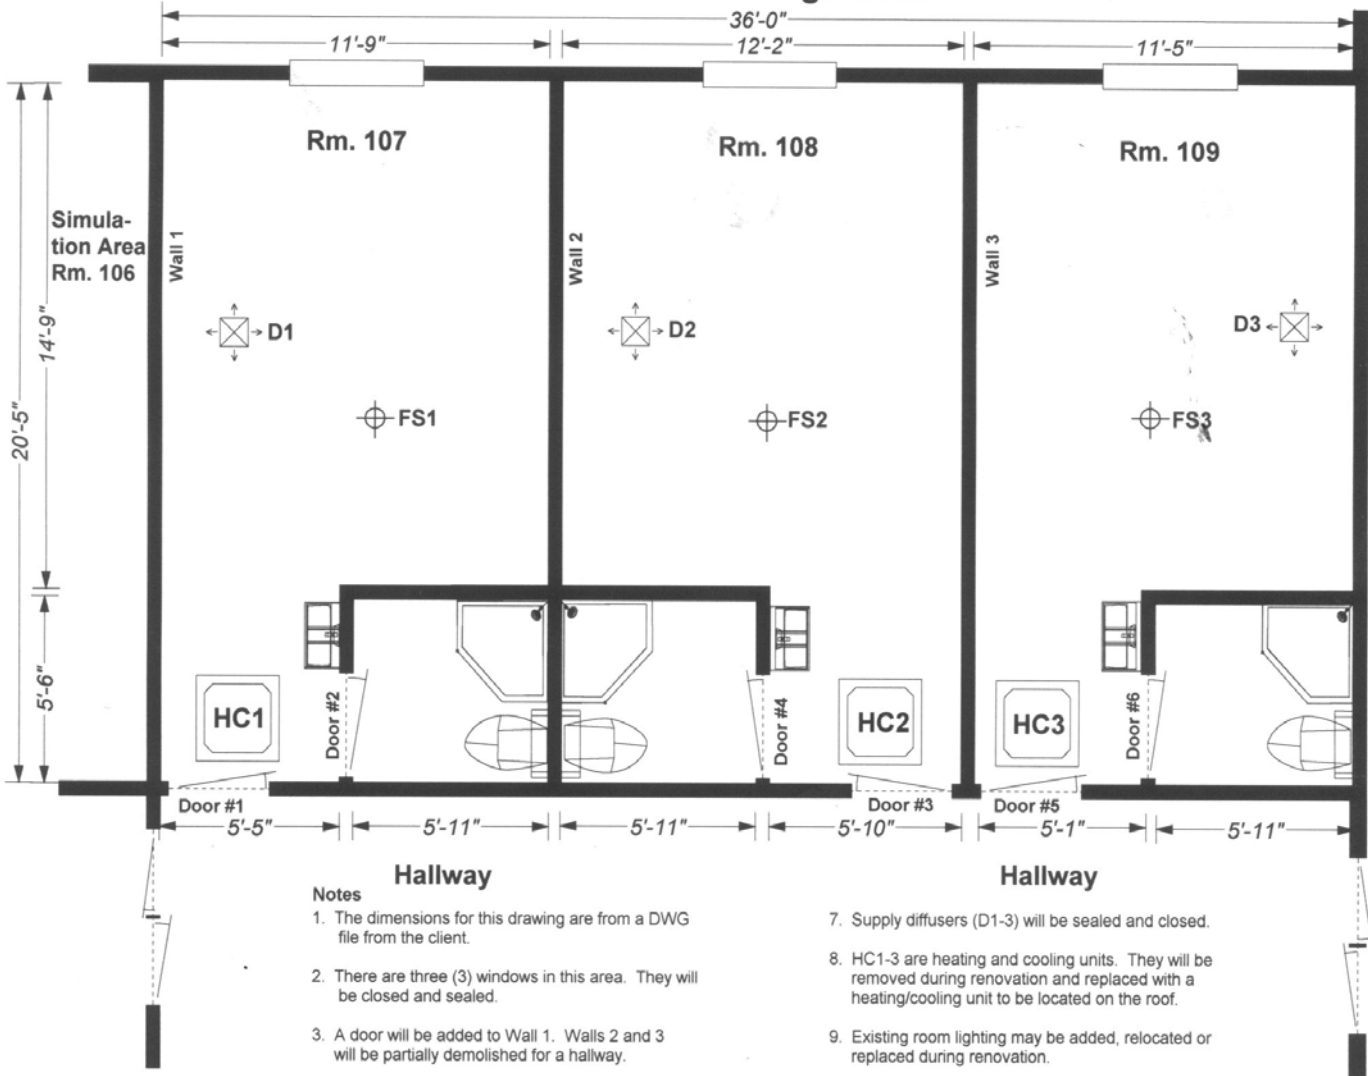 36'-0"
11'-9"
12'-2"
11'-5"
Rm. 107
Rm. 108
Rm. 109
Simula-
tion Area
Rm. 106
Wall 1
Wall 2
Wall 3
14'-9"
20'-5"
D1
D2
D3
FS1
FS2
FS3
5'-6"
HC1
Door #2
Door #4
HC2
HC3
Door #6
Door #1
Door #3
Door #5
5'-5"
5'-11"
5'-11"
5'-10"
5'-1"
5'-11"
Hallway
Hallway
Notes
1. The dimensions for this drawing are from a DWG
file from the client.
2. There are three (3) windows in this area. They will
be closed and sealed.
3. A door will be added to Wall 1. Walls 2 and 3
will be partially demolished for a hallway.
7. Supply diffusers (D1-3) will be sealed and closed.
8. HC1-3 are heating and cooling units. They will be
removed during renovation and replaced with a
heating/cooling unit to be located on the roof.
9. Existing room lighting may be added, relocated or
replaced during renovation.